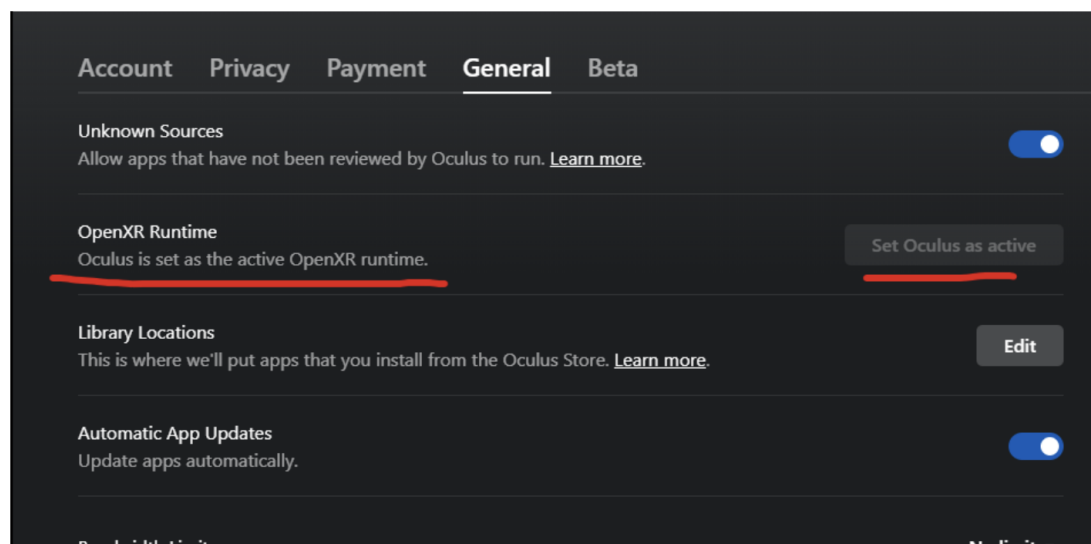 Account Privacy Payment General Beta
Unknown Sources
Allow apps that have not been reviewed by Oculus to run. Learn more.
OpenXR Runtime
Oculus is set as the active OpenXR runtime.
Set Oculus as active
Library Locations
This is where we'll put apps that you install from the Oculus Store. Learn more.
Edit
Automatic App Updates
Update apps automatically.